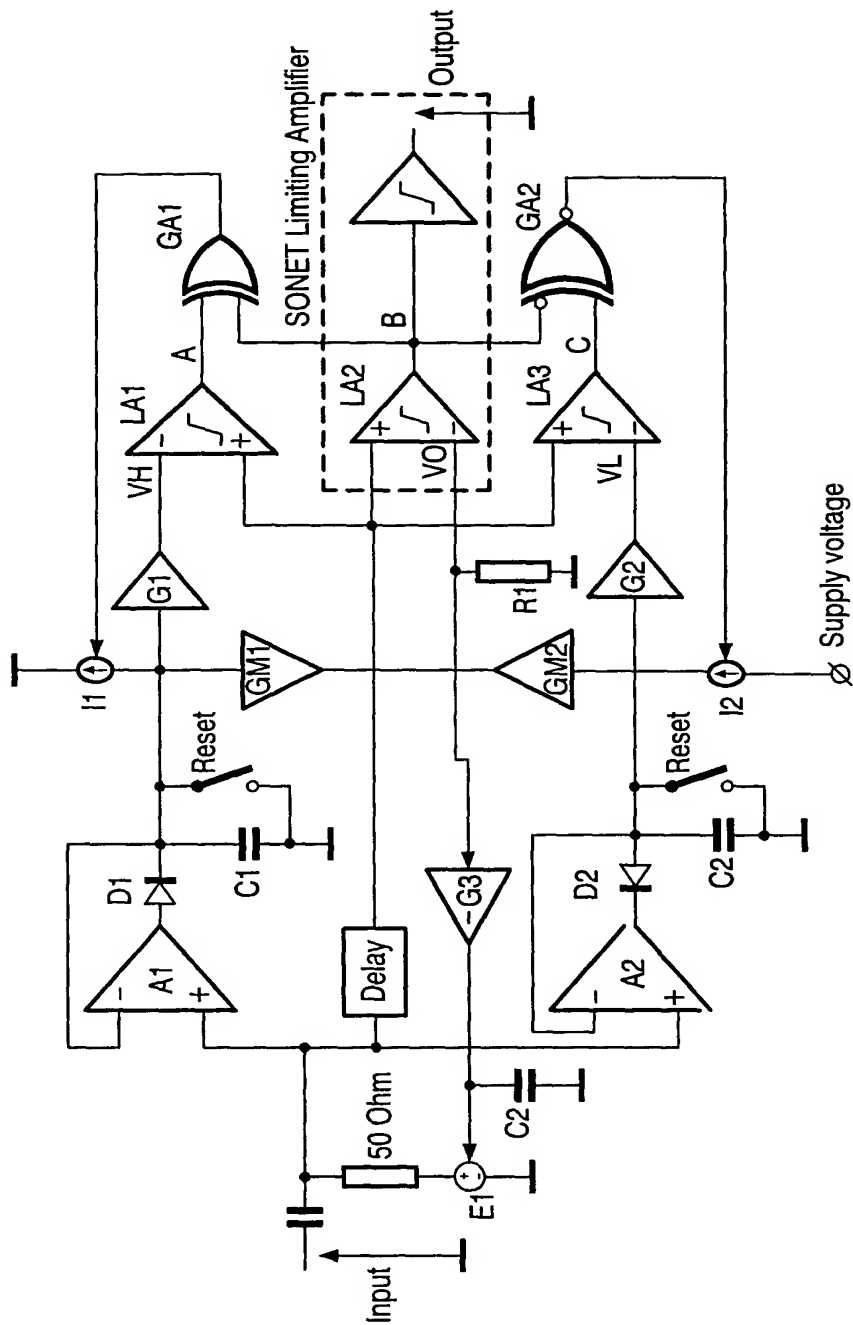 Input
E1
50 Ohm
C2
A1
-
+
D1
C1
Reset
Delay
-G3
A2
-
+
D2
C2
Reset
I1
GM1
GM2
I2
Supply voltage
G1
VH
LA1
-
+
A
GA1
SONET Limiting Amplifier
LA2
+
-
VO
B
Output
R1
G2
VL
LA3
+
-
C
GA2